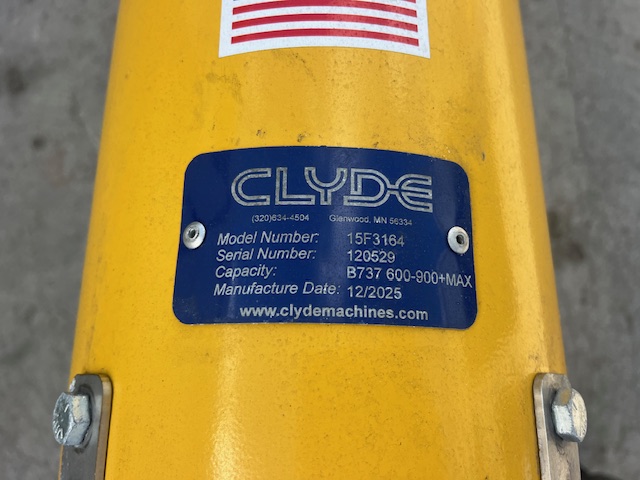 CLYDE
(320)634-4504 Glenwood, MN 56334
Model Number: 15F3164
Serial Number: 120529
Capacity: B737 600-900+MAX
Manufacture Date: 12/2025
www.clydemachines.com